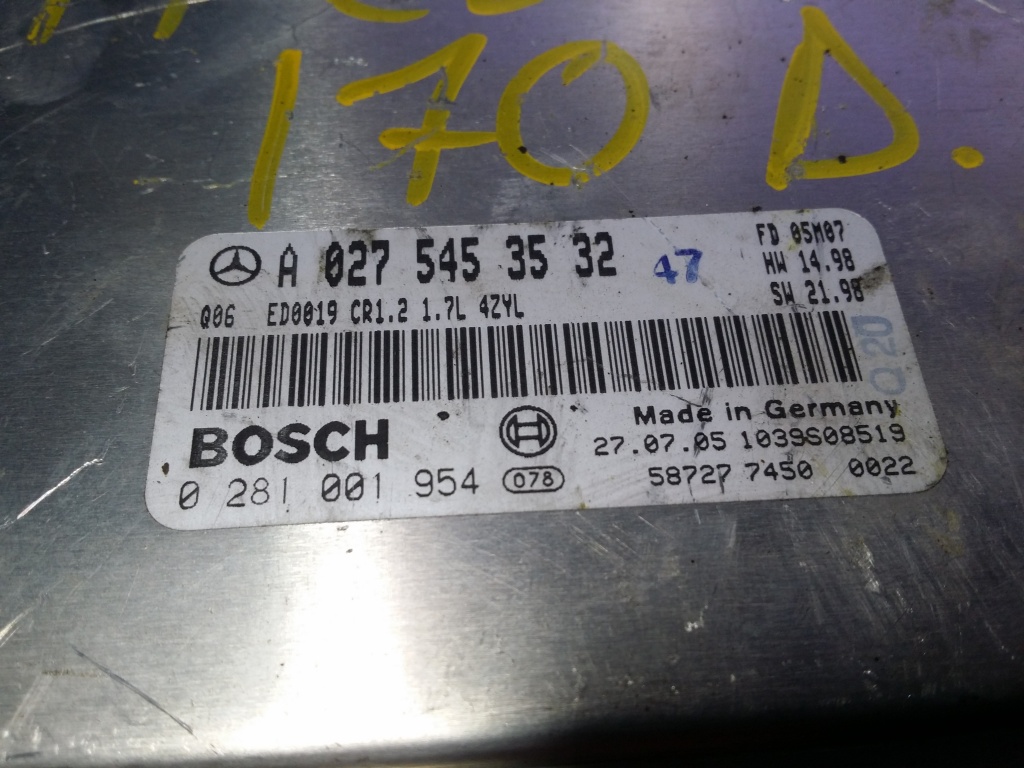 170 D.
A 027 545 35 32 47
FD 05M07
HW 14.98
SW 21.98
Q06 ED0019 CR1.2 1.7L 4ZYL
Q20
BOSCH
Made in Germany
27.07.05 1039S08519
0 281 001 954 078
58727 7450 0022